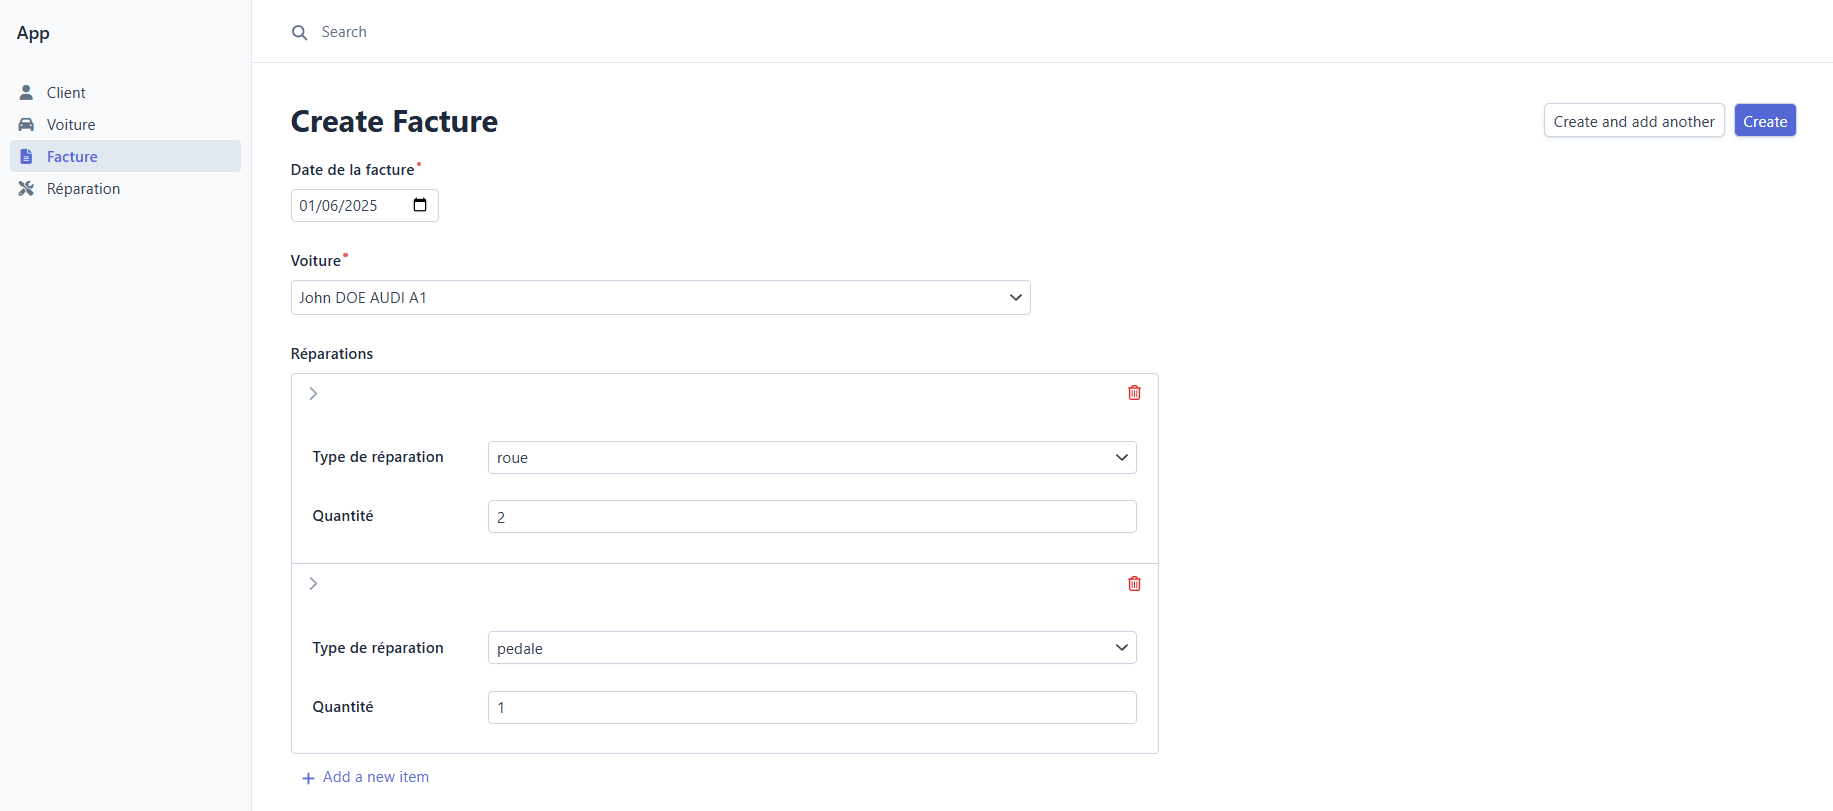 App
Search
Client
Voiture
Facture
Réparation
Create Facture
Create and add another
Create
Date de la facture
01/06/2025
Voiture
John DOE AUDI A1
Réparations
Type de réparation
roue
Quantité
2
Type de réparation
pedale
Quantité
1
+ Add a new item